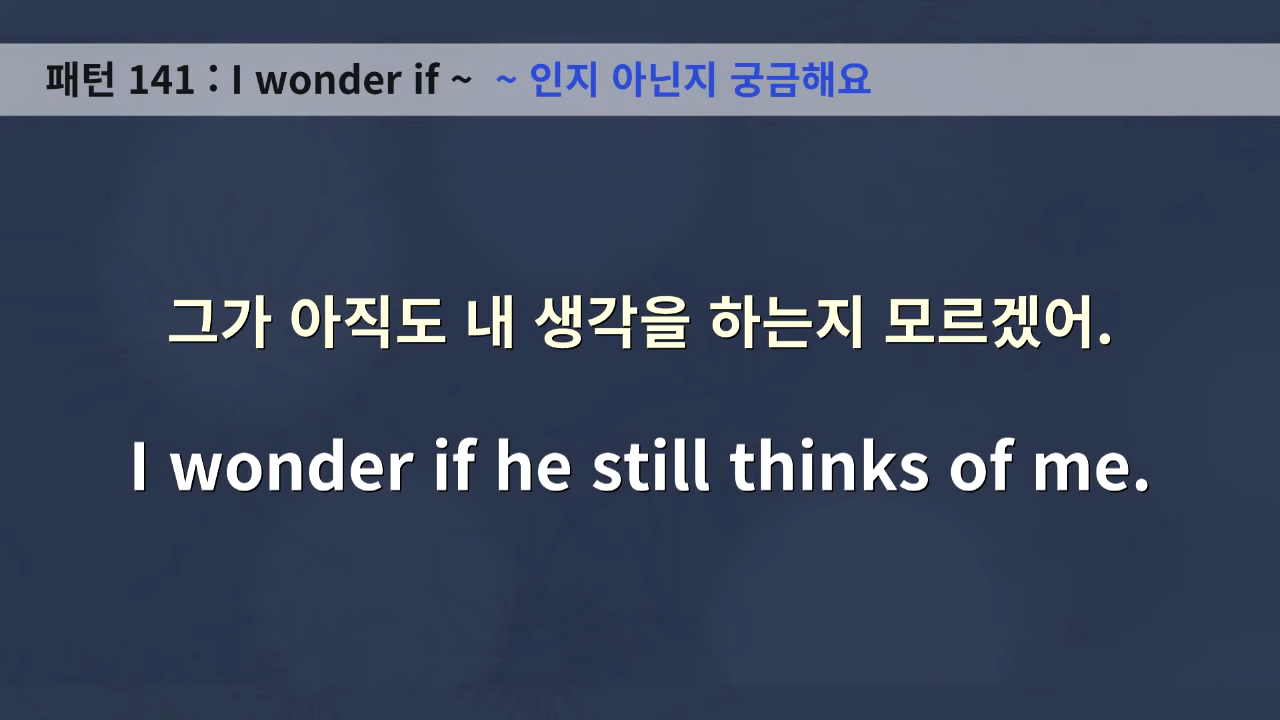 패턴 141 : I wonder if ~ ~ 인지 아닌지 궁금해요
그가 아직도 내 생각을 하는지 모르겠어.
I wonder if he still thinks of me.